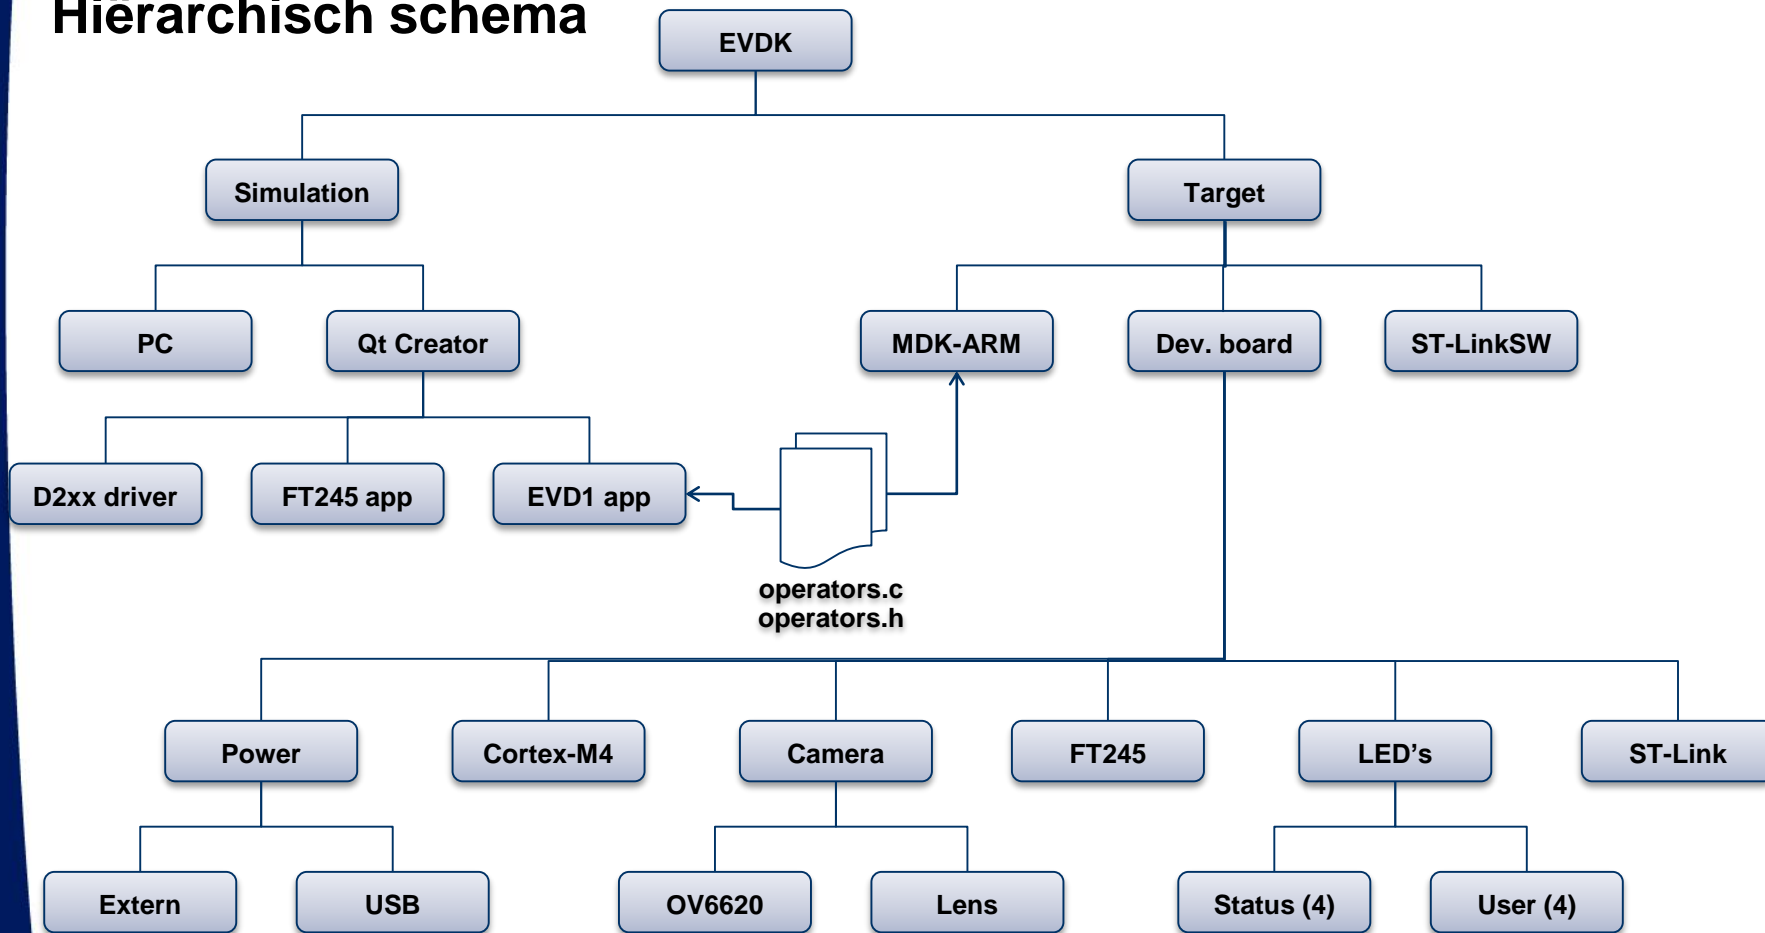 Hiërarchisch schema
EVDK
Simulation
Target
PC
Qt Creator
MDK-ARM
Dev. board
ST-LinkSW
D2xx driver
FT245 app
EVD1 app
operators.c
operators.h
Power
Cortex-M4
Camera
FT245
LED’s
ST-Link
Extern
USB
OV6620
Lens
Status (4)
User (4)